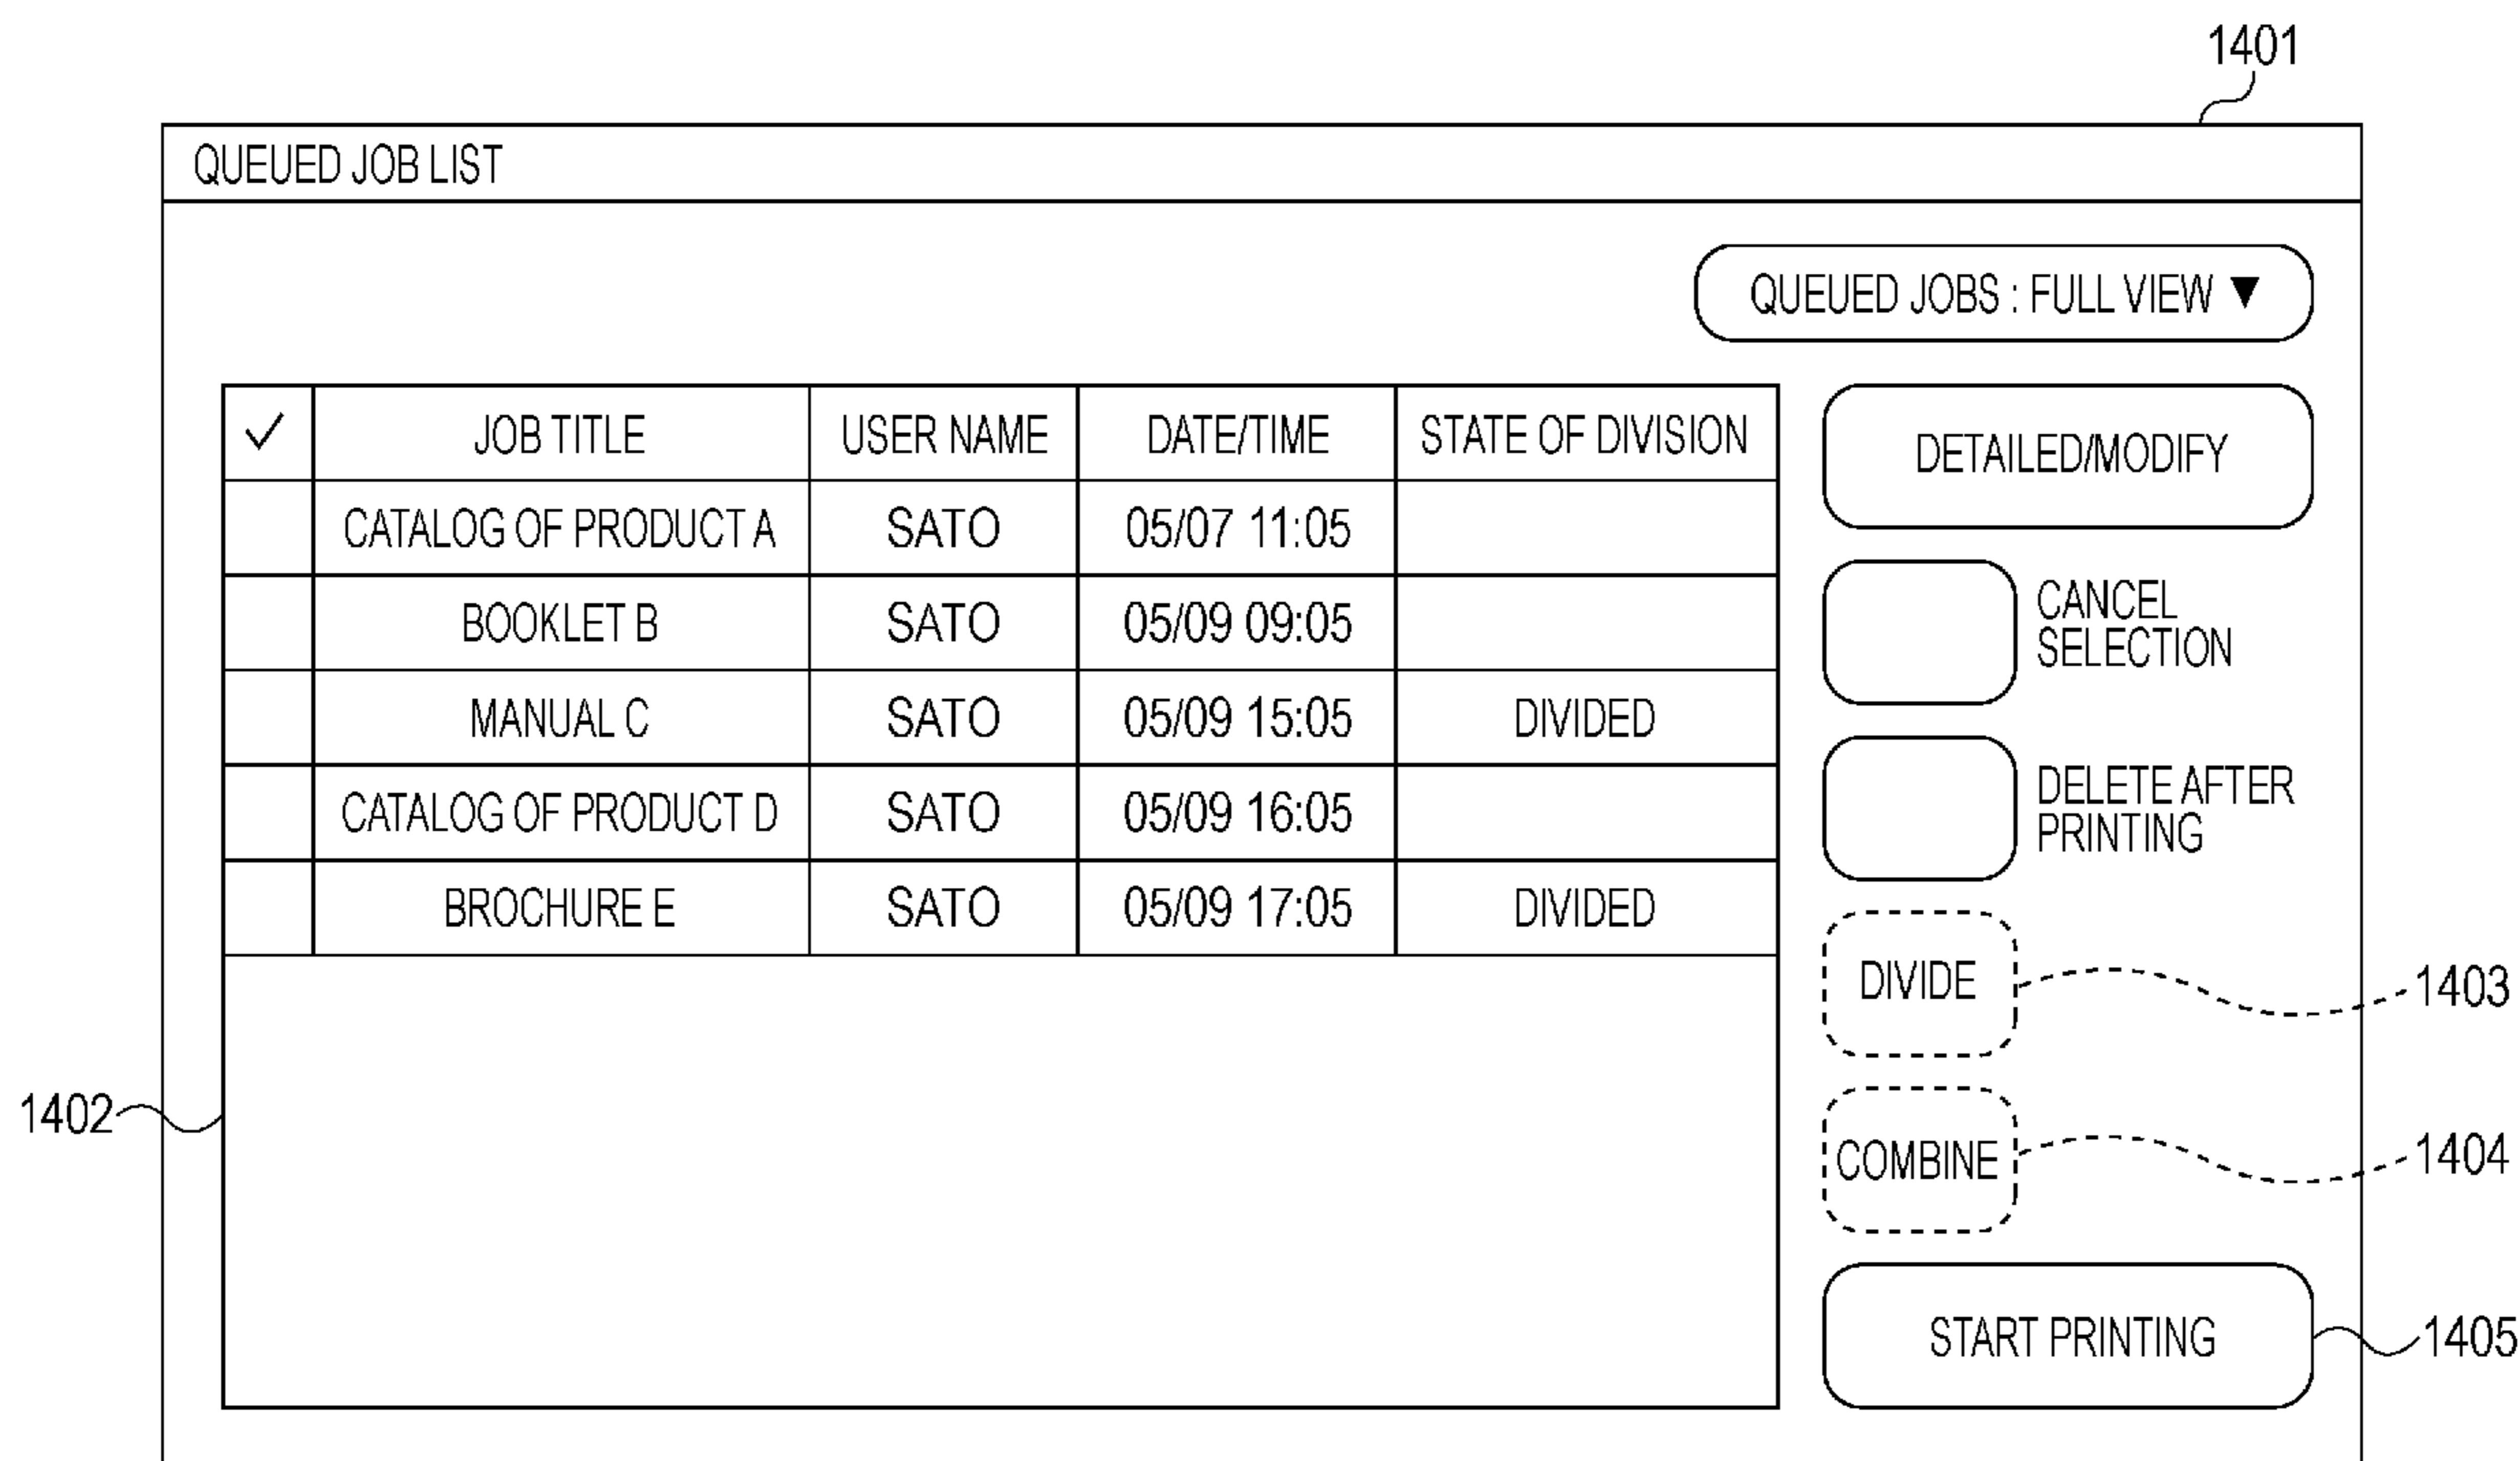 1401
QUEUED JOB LIST
QUEUED JOBS : FULL VIEW ▼
✓ JOB TITLE USER NAME DATE/TIME STATE OF DIVISION
CATALOG OF PRODUCT A SATO 05/07 11:05
BOOKLET B SATO 05/09 09:05
MANUAL C SATO 05/09 15:05 DIVIDED
CATALOG OF PRODUCT D SATO 05/09 16:05
BROCHURE E SATO 05/09 17:05 DIVIDED
DETAILED/MODIFY
CANCEL
SELECTION
DELETE AFTER
PRINTING
DIVIDE
1403
1402
COMBINE
1404
START PRINTING
1405